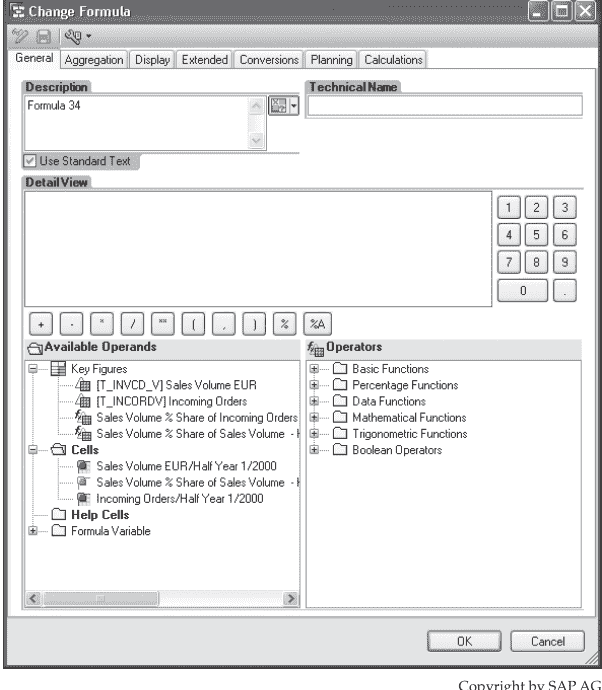 Change Formula
General Aggregation Display Extended Conversions Planning Calculations
Description
Technical Name
Formula 34
Use Standard Text
Detail View
1 2 3
4 5 6
7 8 9
0 .
+ - * / ** ( , ) % %A
Available Operands
Operators
Key Figures
[T_INVCD_V] Sales Volume EUR
[T_INCORDV] Incoming Orders
Sales Volume % Share of Incoming Orders
Sales Volume % Share of Sales Volume -
Cells
Sales Volume EUR/Half Year 1/2000
Sales Volume % Share of Sales Volume -
Incoming Orders/Half Year 1/2000
Help Cells
Formula Variable
Basic Functions
Percentage Functions
Data Functions
Mathematical Functions
Trigonometric Functions
Boolean Operators
OK Cancel
Copyright by SAP AG